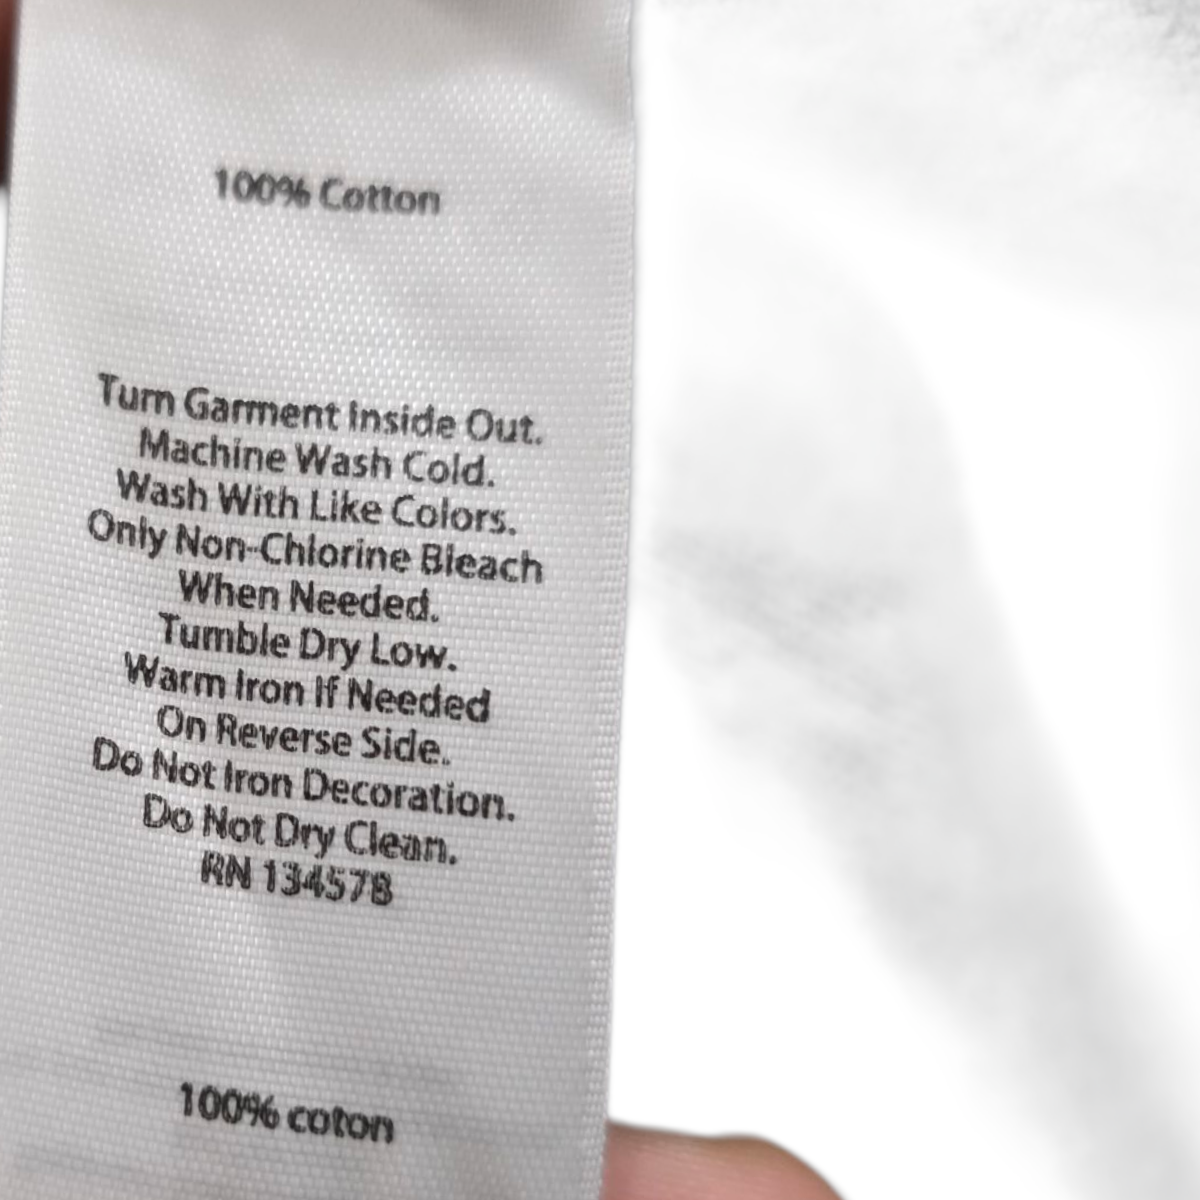 100% Cotton
Turn Garment Inside Out.
Machine Wash Cold.
Wash With Like Colors.
Only Non-Chlorine Bleach
When Needed.
Tumble Dry Low.
Warm Iron If Needed
On Reverse Side.
Do Not Iron Decoration.
Do Not Dry Clean.
RN 134578
100% coton